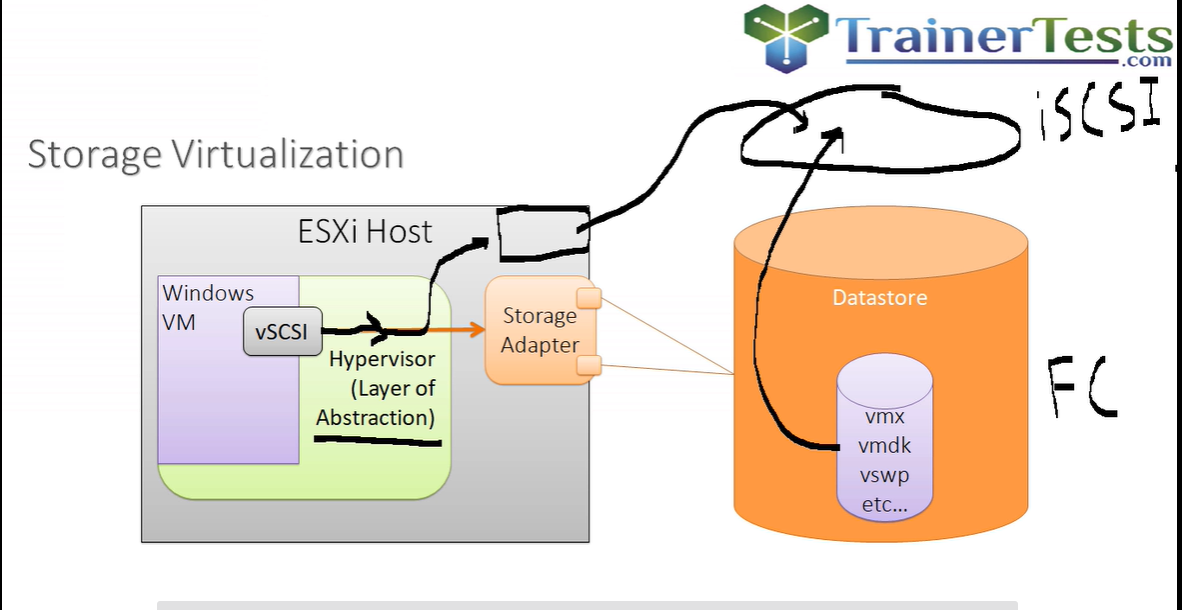 TrainerTests
.com
iSCSI
Storage Virtualization
ESXi Host
Windows
VM
vSCSI
Hypervisor
(Layer of
Abstraction)
Storage
Adapter
Datastore
FC
vmx
vmdk
vswp
etc...